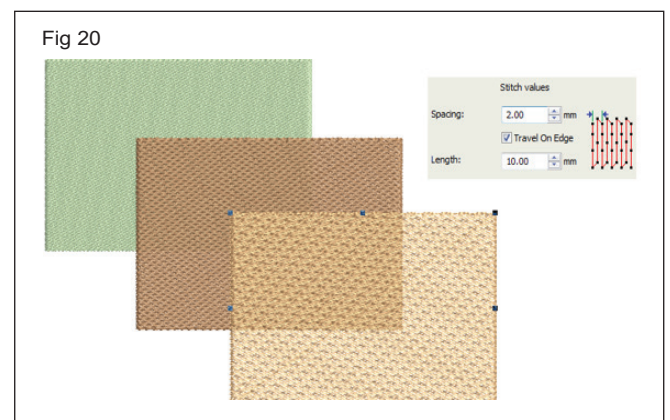 Fig 20
Stitch values
Spacing: 2.00 mm
Travel On Edge
Length: 10.00 mm